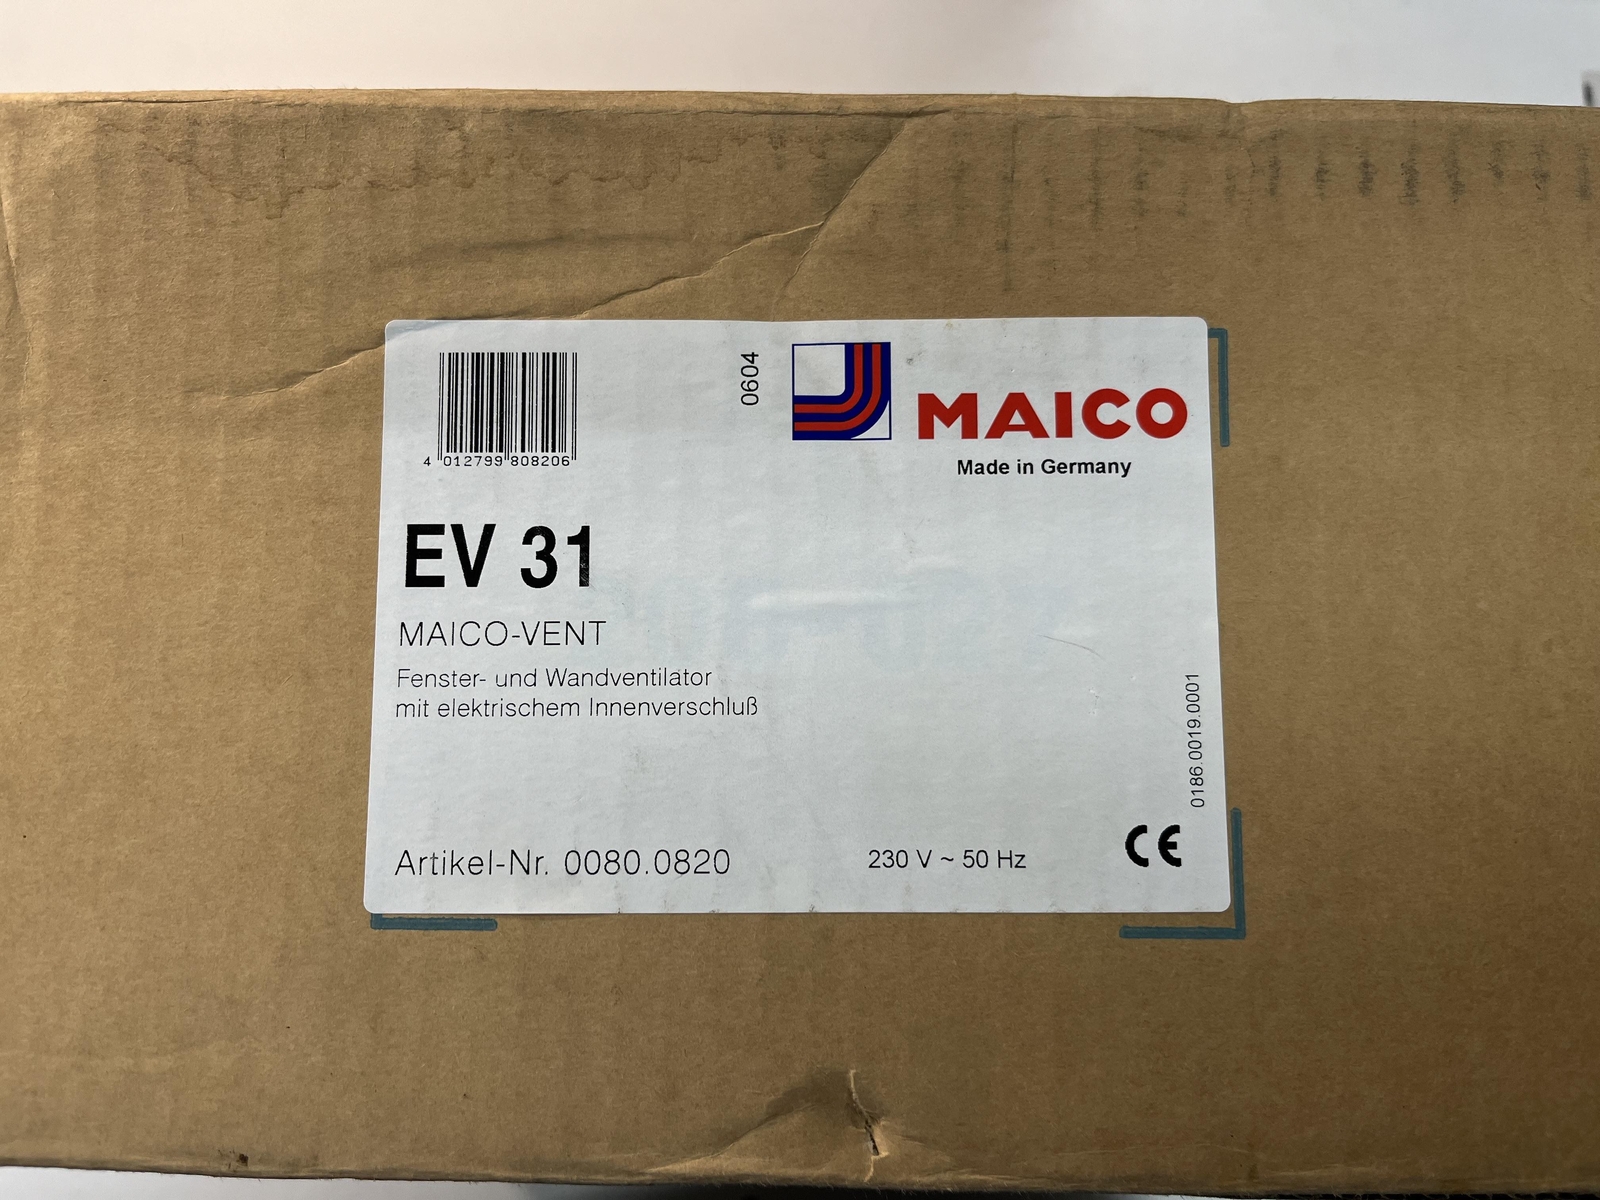 4 012799 808206
0604
MAICO
Made in Germany
EV 31
MAICO-VENT
Fenster- und Wandventilator
mit elektrischem Innenverschluß
0186.0019.0001
Artikel-Nr. 0080.0820
230 V ~ 50 Hz
CE